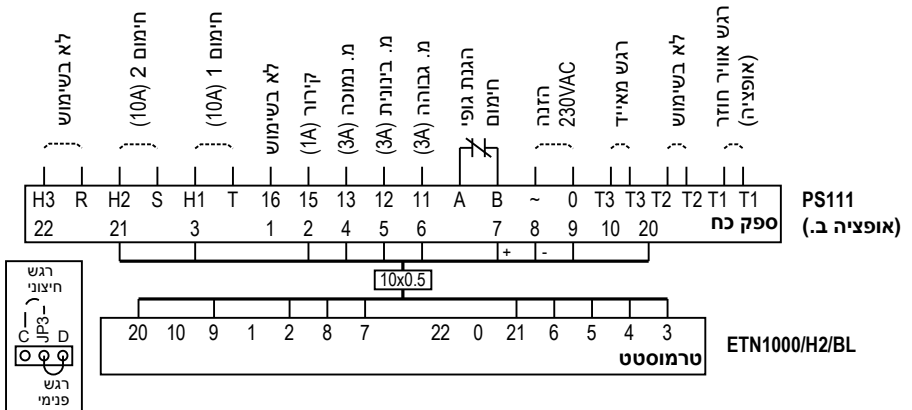 לא בשימוש
חימום 2 (10A)
חימום 1 (10A)
לא בשימוש
קירור (1A)
מ. נמוכה (3A)
מ. בינונית (3A)
מ. גבוהה (3A)
הגנת גופי
חימום
הזנה
230VAC
רגש מאייד
לא בשימוש
רגש אוויר חוזר
(אופציה)
H3 R H2 S H1 T 16 15 13 12 11 A B ~ 0 T3 T3 T2 T2 T1 T1
22 21 3 1 2 4 5 6 7 8 9 10 20
ספק כח
PS111
(אופציה ב.)
+ -
10x0.5
20 10 9 1 2 8 7 22 0 21 6 5 4 3
טרמוסטט
ETN1000/H2/BL
רגש
חיצוני
C JP3 D
רגש
פנימי